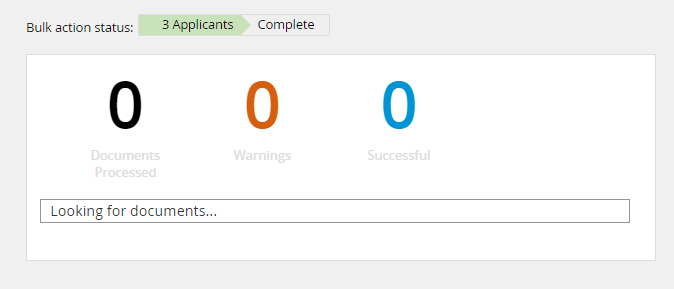 Bulk action status: 3 Applicants Complete
0 0 0
Documents Processed Warnings Successful
Looking for documents...